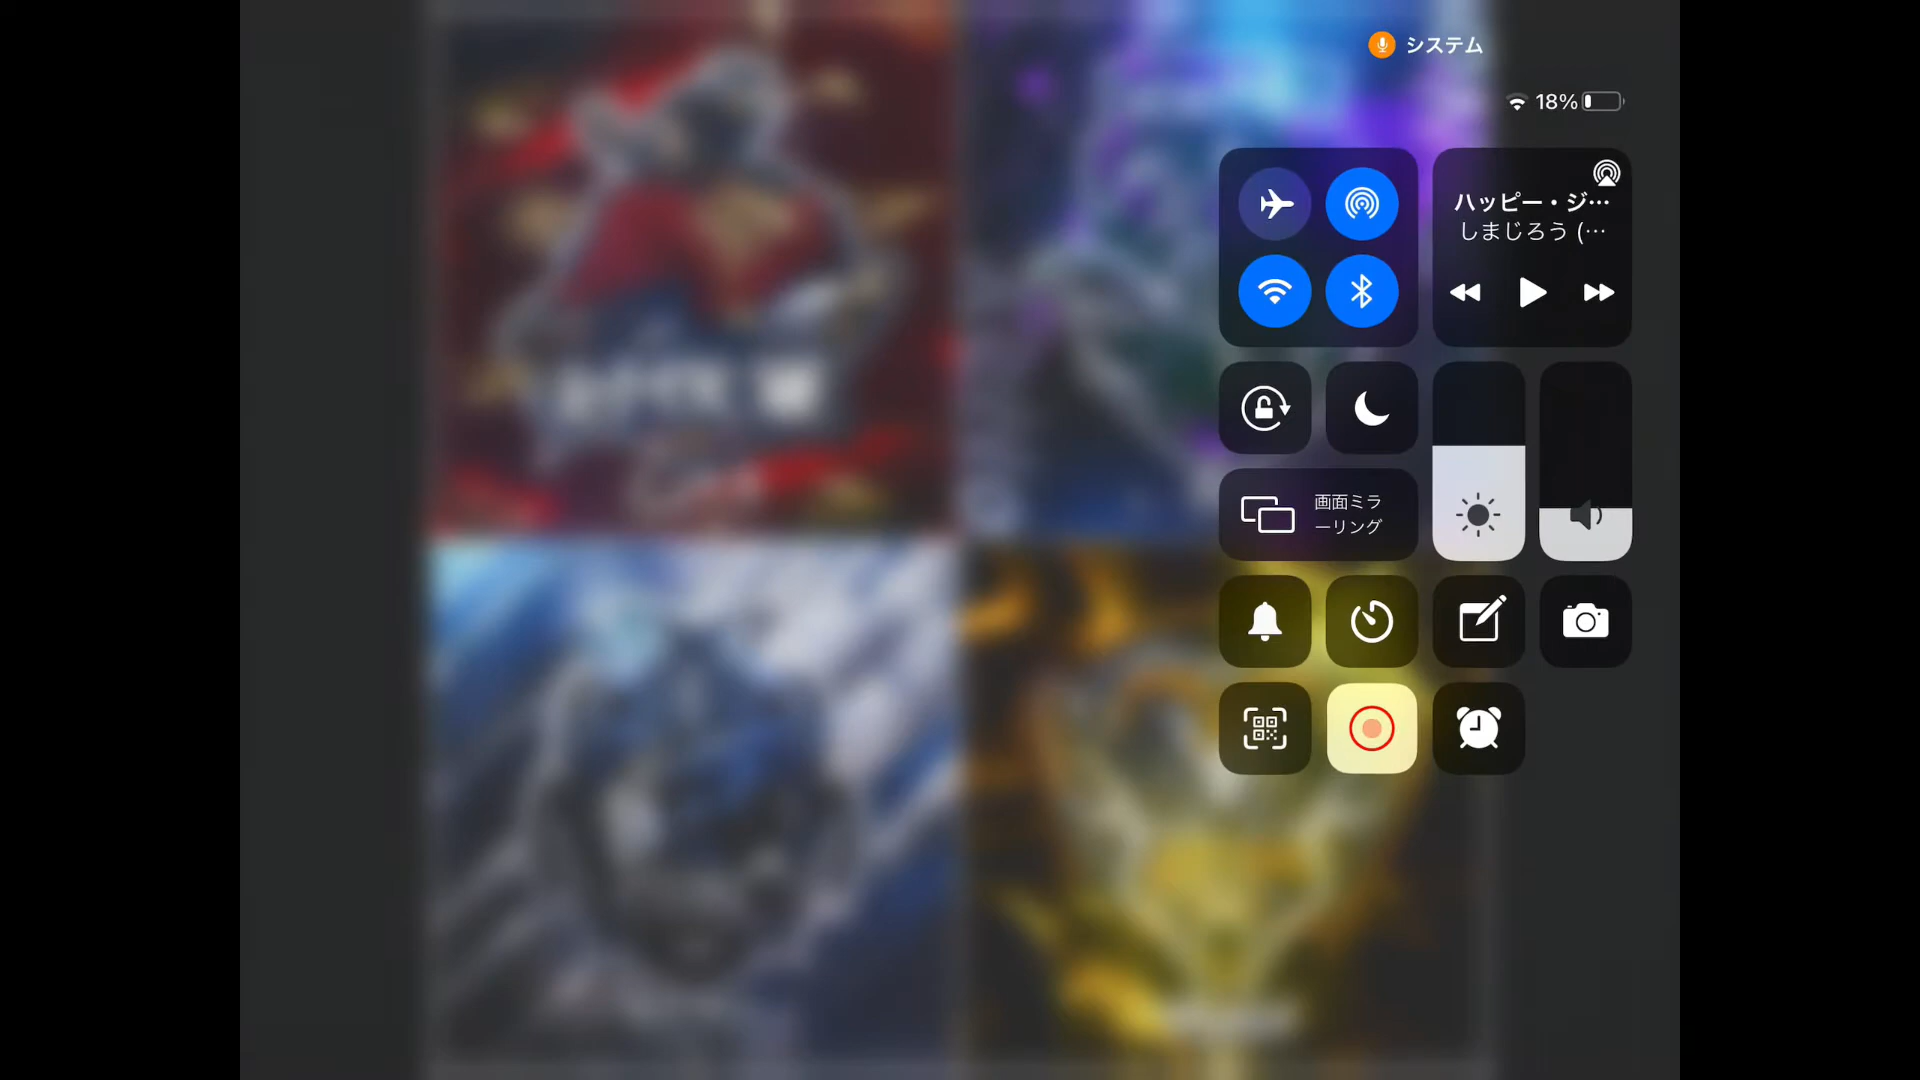 システム
18%
ハッピー・ジ…
しまじろう (…
画面ミラ
ーリング